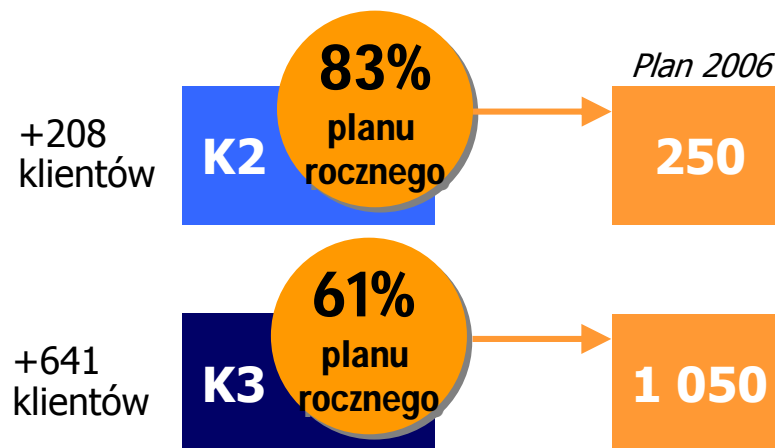 Plan 2006
+208
klientów
K2
83%
planu
rocznego
250
+641
klientów
K3
61%
planu
rocznego
1 050